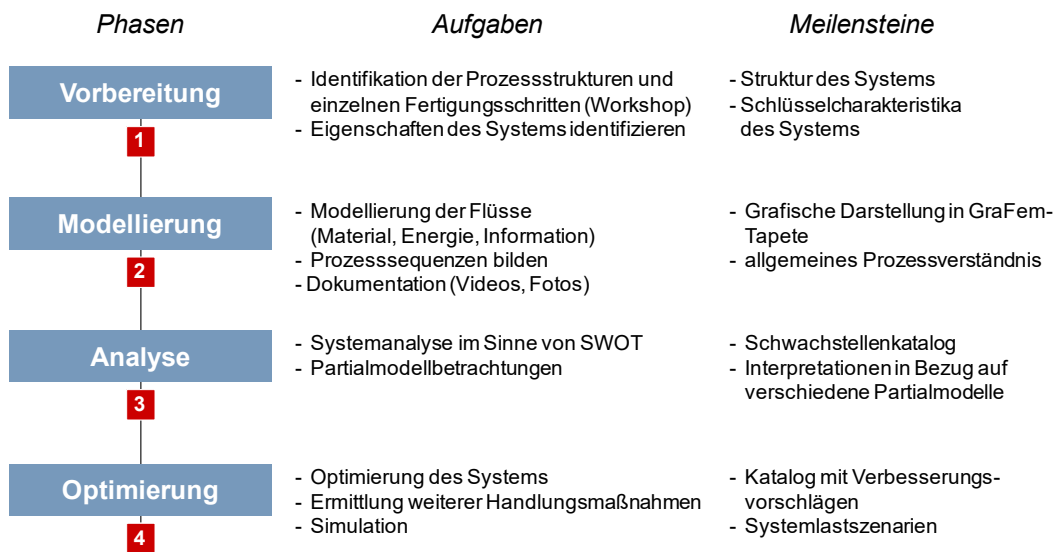 Phasen
Aufgaben
Meilensteine
Vorbereitung
1
- Identifikation der Prozessstrukturen und
einzelnen Fertigungsschritten (Workshop)
- Eigenschaften des Systems identifizieren
- Struktur des Systems
- Schlüsselcharakteristika
des Systems
Modellierung
2
- Modellierung der Flüsse
(Material, Energie, Information)
- Prozesssequenzen bilden
- Dokumentation (Videos, Fotos)
- Grafische Darstellung in GraFem-
Tapete
- allgemeines Prozessverständnis
Analyse
3
- Systemanalyse im Sinne von SWOT
- Partialmodellbetrachtungen
- Schwachstellenkatalog
- Interpretationen in Bezug auf
verschiedene Partialmodelle
Optimierung
4
- Optimierung des Systems
- Ermittlung weiterer Handlungsmaßnahmen
- Simulation
- Katalog mit Verbesserungs-
vorschlägen
- Systemlastszenarien